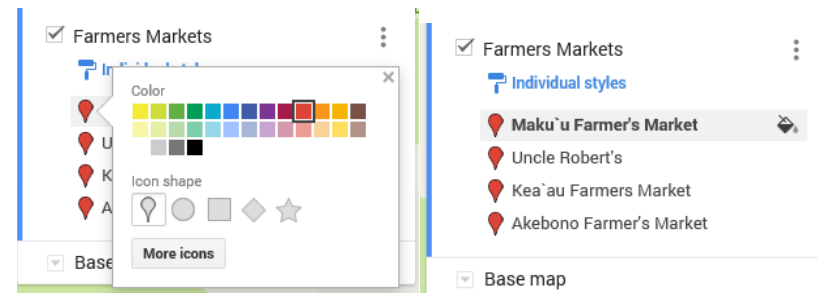 Farmers Markets
Color
U
Icon shape
K
A
More icons
Base
Farmers Markets
Individual styles
Maku`u Farmer's Market
Uncle Robert's
Kea`au Farmers Market
Akebono Farmer's Market
Base map